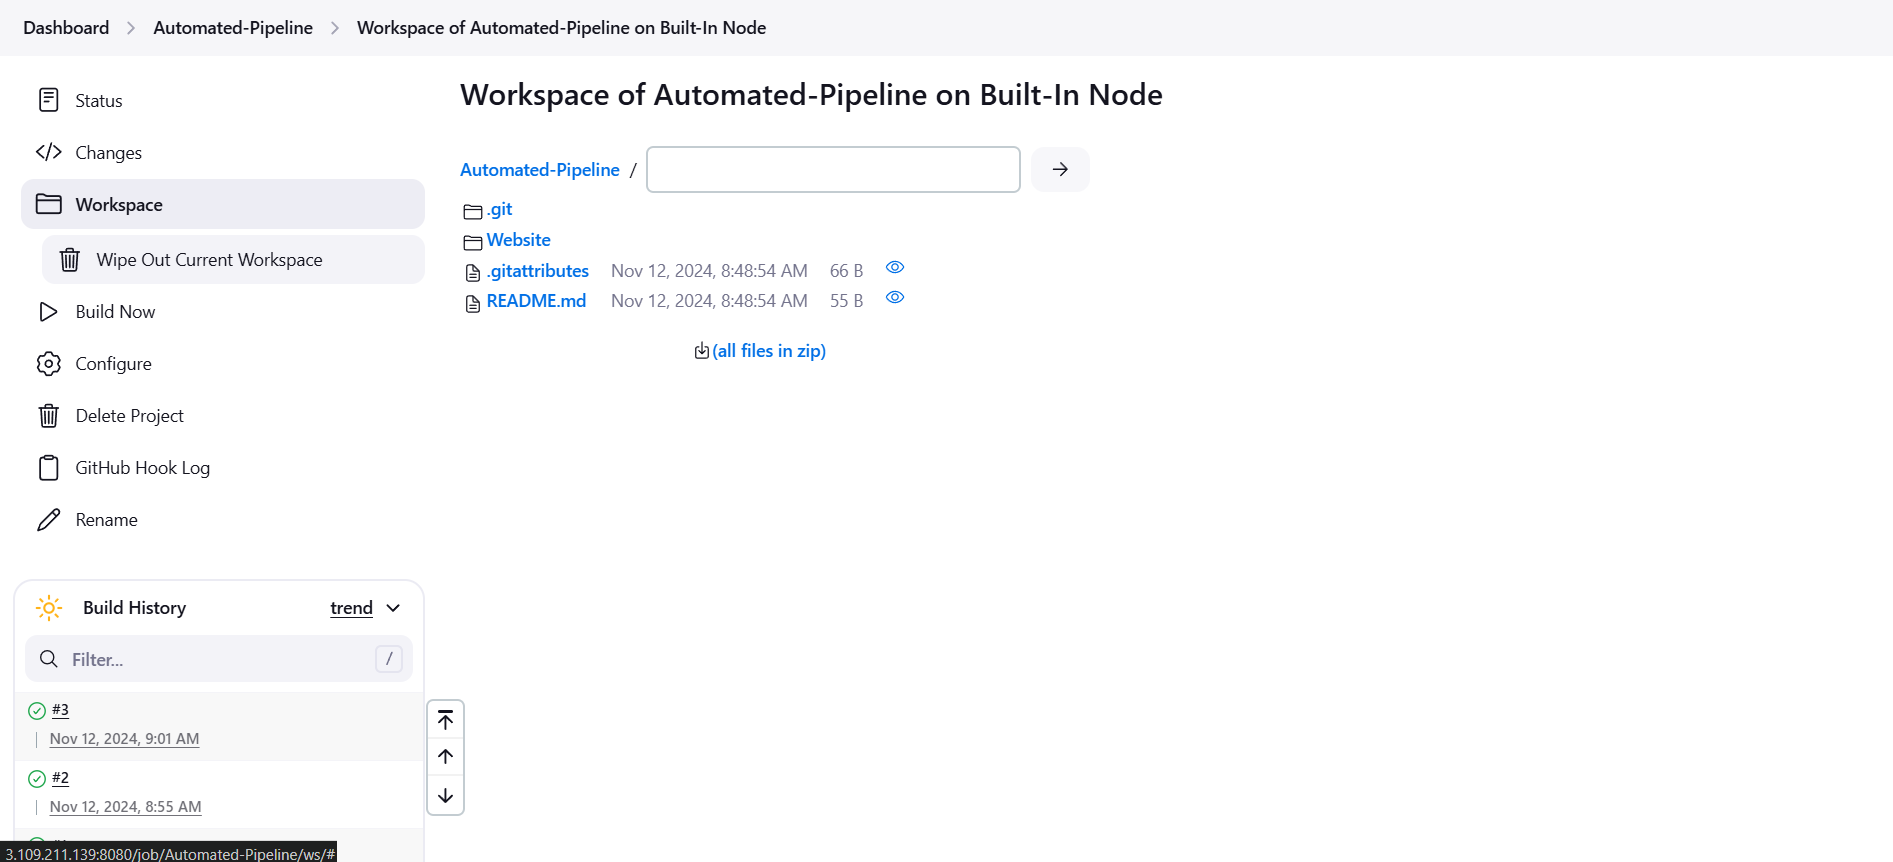 Dashboard > Automated-Pipeline > Workspace of Automated-Pipeline on Built-In Node
Status
Changes
Workspace
Wipe Out Current Workspace
Build Now
Configure
Delete Project
GitHub Hook Log
Rename
Build History trend
Filter... /
#3
Nov 12, 2024, 9:01 AM
#2
Nov 12, 2024, 8:55 AM
3.109.211.139:8080/job/Automated-Pipeline/ws/#
Workspace of Automated-Pipeline on Built-In Node
Automated-Pipeline /
.git
Website
.gitattributes Nov 12, 2024, 8:48:54 AM 66 B
README.md Nov 12, 2024, 8:48:54 AM 55 B
(all files in zip)